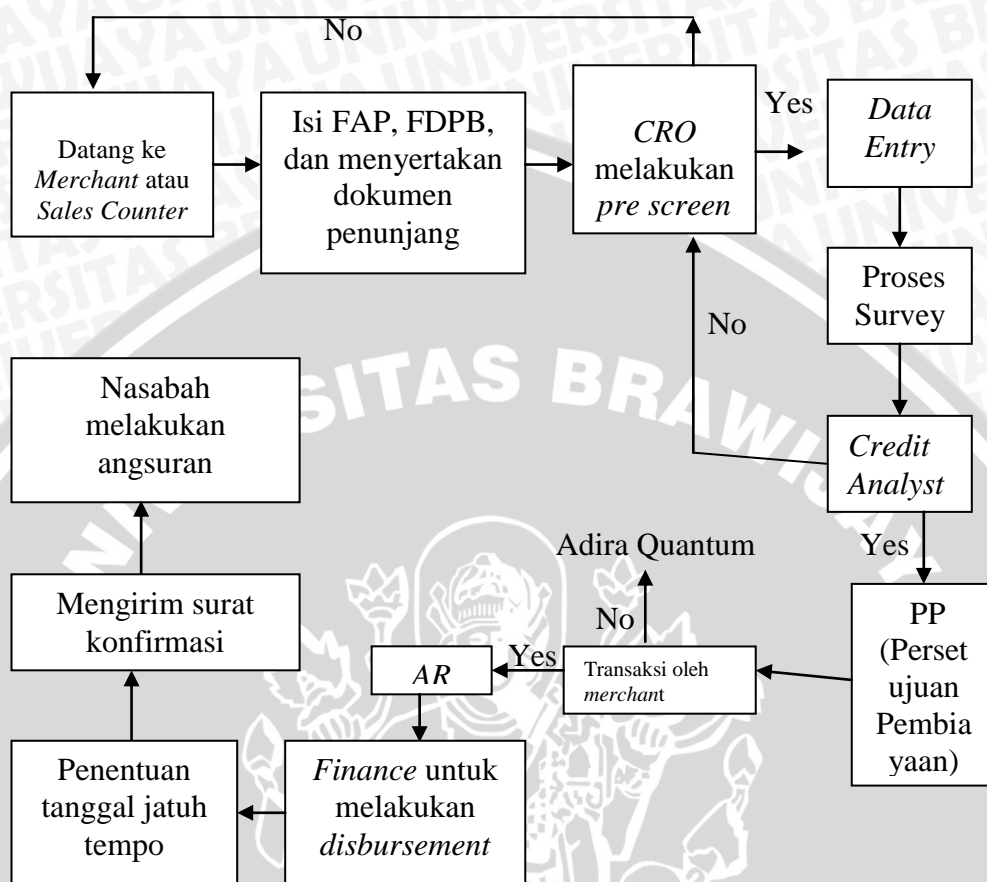 No
Datang ke
Merchant atau
Sales Counter
Isi FAP, FDPB,
dan menyertakan
dokumen
penunjang
CRO
melakukan
pre screen
Yes
Data
Entry
Proses
Survey
No
Credit
Analyst
Yes
PP
(Perset
ujuan
Pembia
yaan)
Transaksi oleh
merchant
No
Adira Quantum
Yes
AR
Finance untuk
melakukan
disbursement
Penentuan
tanggal jatuh
tempo
Mengirim surat
konfirmasi
Nasabah
melakukan
angsuran
SITAS BRAWIJAY